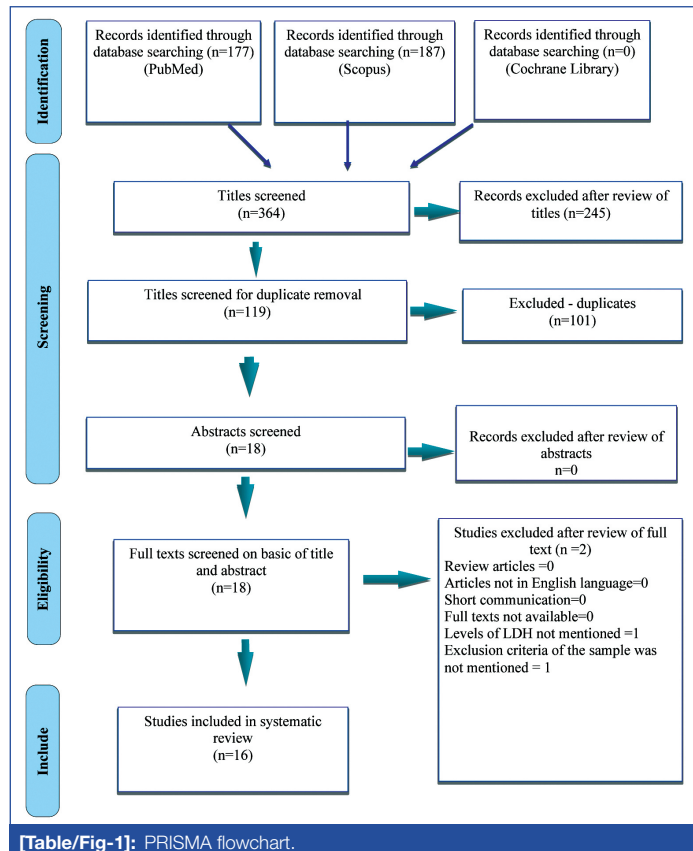 Identification
Records identified through
database searching (n=177)
(PubMed)
Records identified through
database searching (n=187)
(Scopus)
Records identified through
database searching (n=0)
(Cochrane Library)
Screening
Titles screened
(n=364)
Records excluded after review of
titles (n=245)
Titles screened for duplicate removal
(n=119)
Excluded - duplicates
(n=101)
Abstracts screened
(n=18)
Records excluded after review of
abstracts
n=0
Eligibility
Full texts screened on basic of title
and abstract
(n=18)
Studies excluded after review of full
text (n =2)
Review articles =0
Articles not in English language=0
Short communication=0
Full texts not available=0
Levels of LDH not mentioned =1
Exclusion criteria of the sample was
not mentioned = 1
Include
Studies included in systematic
review
(n=16)
[Table/Fig-1]: PRISMA flowchart.